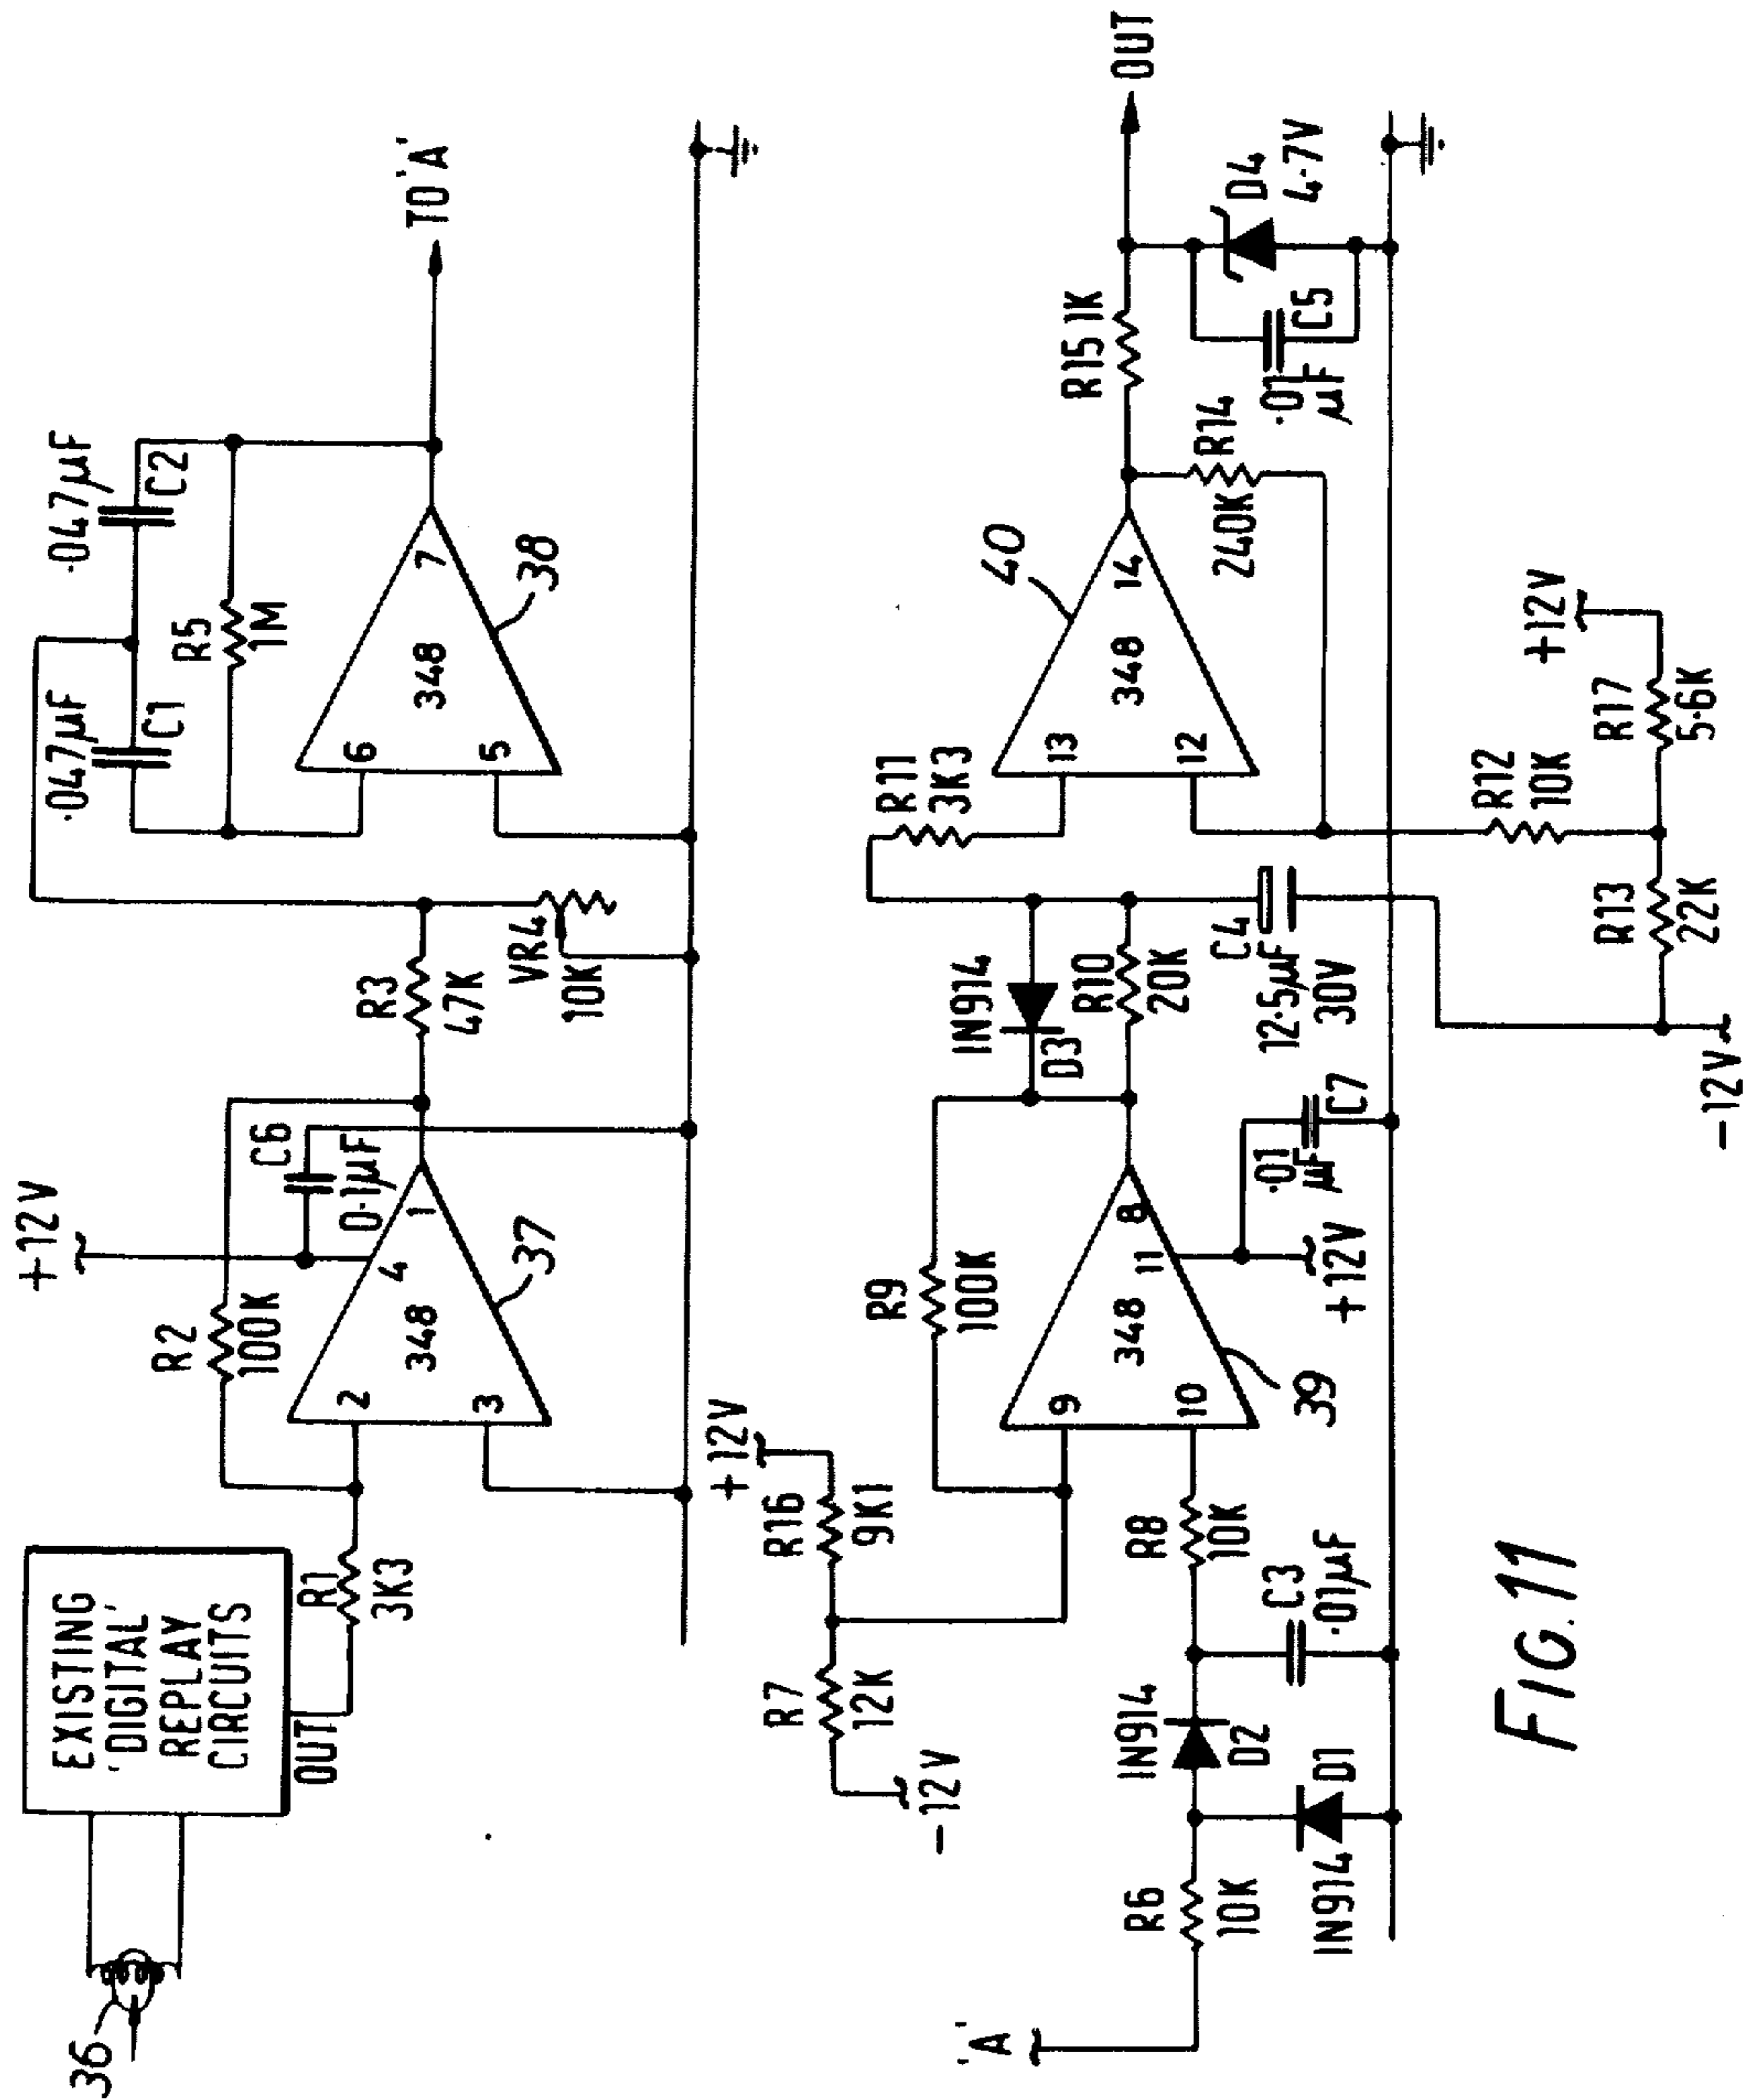 36
EXISTING
'DIGITAL'
REPLAY
CIRCUITS
OUT
R1
3K3
+12V
R2
100K
C6
0·1µF
2
3
4
1
348
37
R3
47K
VR4
10K
.047µF
C1
.047µF
C2
R5
1M
6
5
7
348
38
TO 'A'
'A'
R6
10K
IN914
D1
IN914
D2
C3
.01µF
R8
10K
-12V
R7
12K
R16
9K1
+12V
9
10
11
8
348
39
R9
100K
+12V
.01
µF
C7
IN914
D3
R10
20K
C4
12·5µF
30V
R11
3K3
13
12
14
348
40
R14
240K
R15 1K
.01
µF
C5
D4
4·7V
OUT
-12V
R13
22K
R12
10K
R17
5·6K
+12V
FIG.11